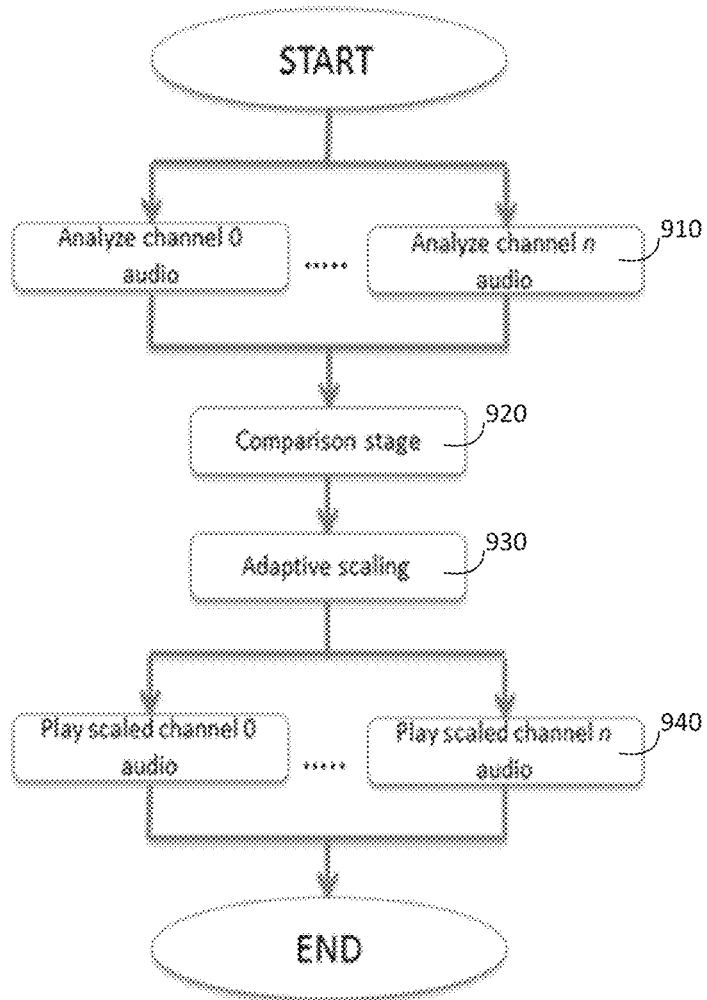 START
Analyze channel 0
audio
.....
Analyze channel n
audio
910
Comparison stage
920
Adaptive scaling
930
Play scaled channel 0
audio
.....
Play scaled channel n
audio
940
END